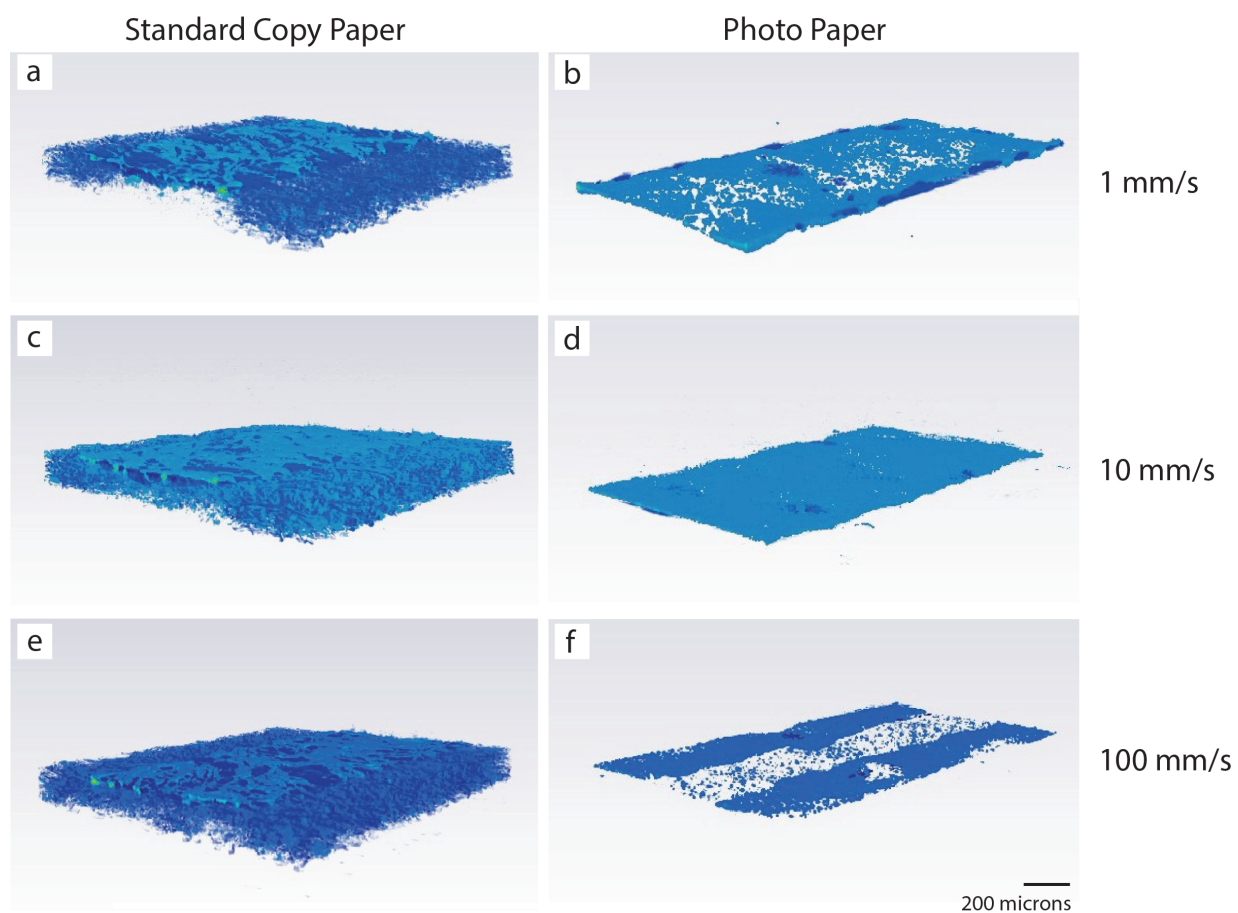 Standard Copy Paper
Photo Paper
a
b
1 mm/s
c
d
10 mm/s
e
f
100 mm/s
200 microns